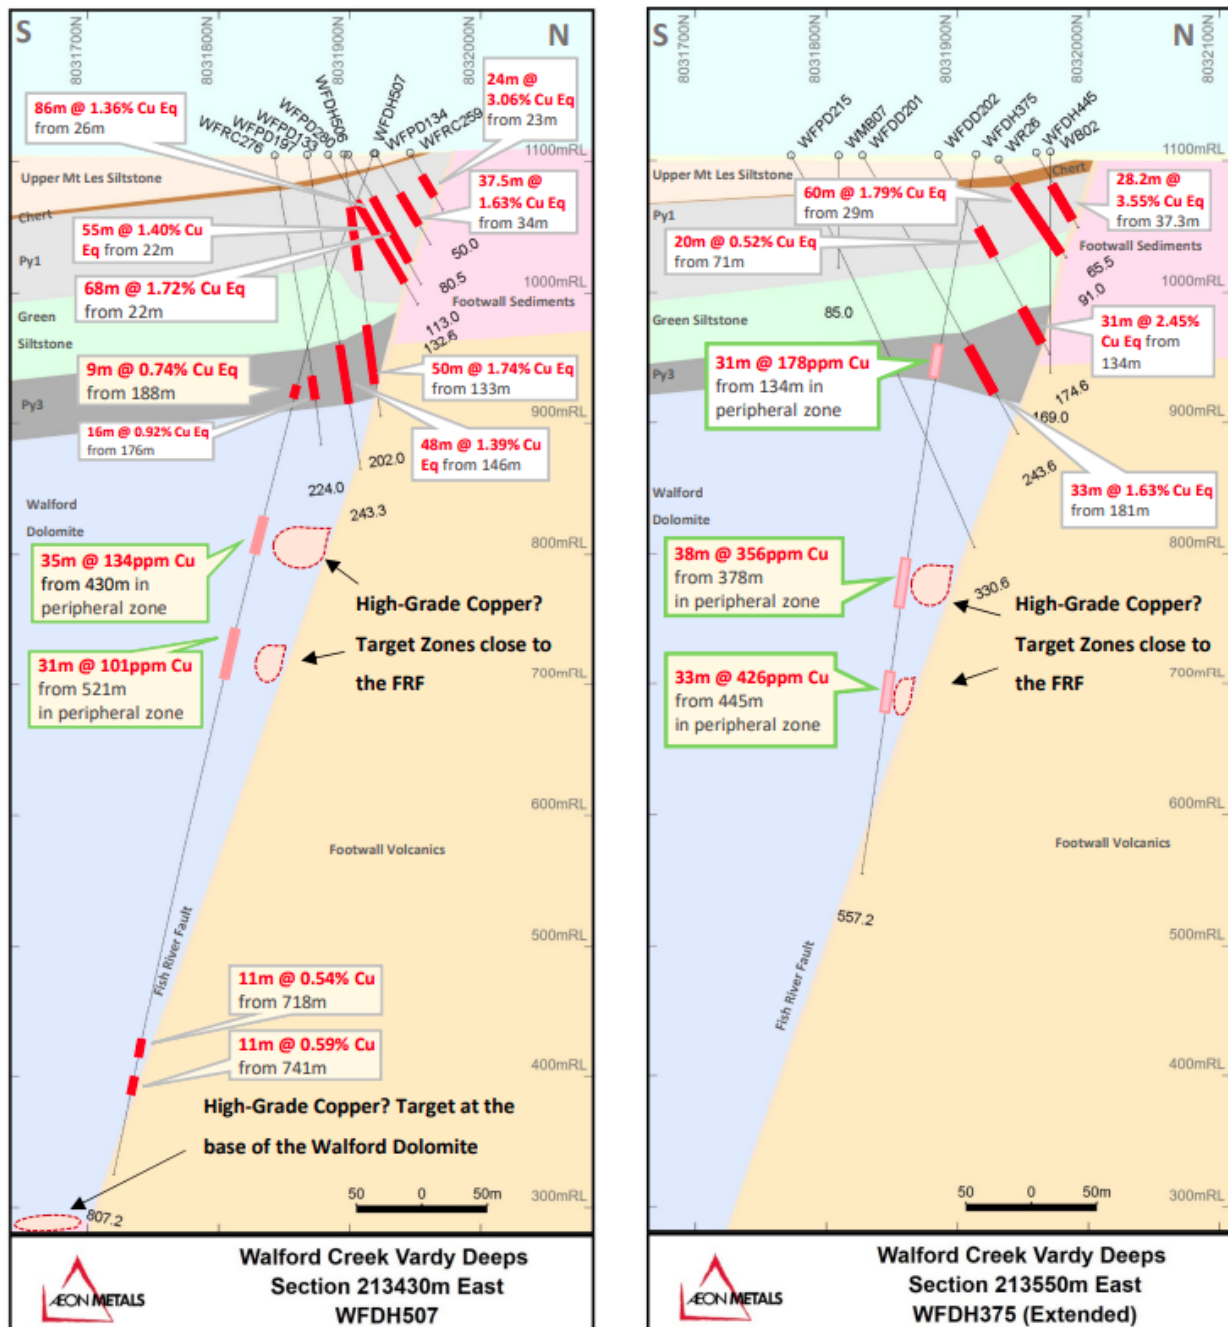 S
N
8031700N
8031800N
8031900N
8032000N
86m @ 1.36% Cu Eq
from 26m
24m @
3.06% Cu Eq
from 23m
WFRC276
WFPD197
WFPD133
WFPD280
WFDH506
WFDH507
WFPD134
WFRC259
1100mRL
Upper Mt Les Siltstone
37.5m @
1.63% Cu Eq
from 34m
Chert
55m @ 1.40% Cu
Eq from 22m
Py1
50.0
80.5
68m @ 1.72% Cu Eq
from 22m
1000mRL
Footwall Sediments
Green
Siltstone
113.0
132.6
9m @ 0.74% Cu Eq
from 188m
50m @ 1.74% Cu Eq
from 133m
Py3
900mRL
16m @ 0.92% Cu Eq
from 176m
48m @ 1.39% Cu
Eq from 146m
202.0
224.0
243.3
Walford
Dolomite
800mRL
35m @ 134ppm Cu
from 430m in
peripheral zone
High-Grade Copper?
Target Zones close to
the FRF
31m @ 101ppm Cu
from 521m
in peripheral zone
700mRL
600mRL
Footwall Volcanics
Fish River Fault
500mRL
11m @ 0.54% Cu
from 718m
11m @ 0.59% Cu
from 741m
400mRL
High-Grade Copper? Target at the
base of the Walford Dolomite
807.2
50 0 50m
300mRL
ÆON METALS
Walford Creek Vardy Deeps
Section 213430m East
WFDH507
S
N
8031700N
8031800N
8031900N
8032000N
8032100N
WFPD215
WMB07
WFDD201
WFDD202
WFDH375
WR26
WFDH445
WB02
1100mRL
Upper Mt Les Siltstone
Chert
60m @ 1.79% Cu Eq
from 29m
28.2m @
3.55% Cu Eq
from 37.3m
Py1
20m @ 0.52% Cu Eq
from 71m
Footwall Sediments
65.5
91.0
1000mRL
85.0
Green Siltstone
31m @ 2.45%
Cu Eq from
134m
31m @ 178ppm Cu
from 134m in
peripheral zone
Py3
174.6
169.0
900mRL
243.6
33m @ 1.63% Cu Eq
from 181m
Walford
Dolomite
800mRL
38m @ 356ppm Cu
from 378m
in peripheral zone
330.6
High-Grade Copper?
Target Zones close to
the FRF
33m @ 426ppm Cu
from 445m
in peripheral zone
700mRL
600mRL
Footwall Volcanics
557.2
Fish River Fault
500mRL
400mRL
50 0 50m
300mRL
ÆON METALS
Walford Creek Vardy Deeps
Section 213550m East
WFDH375 (Extended)